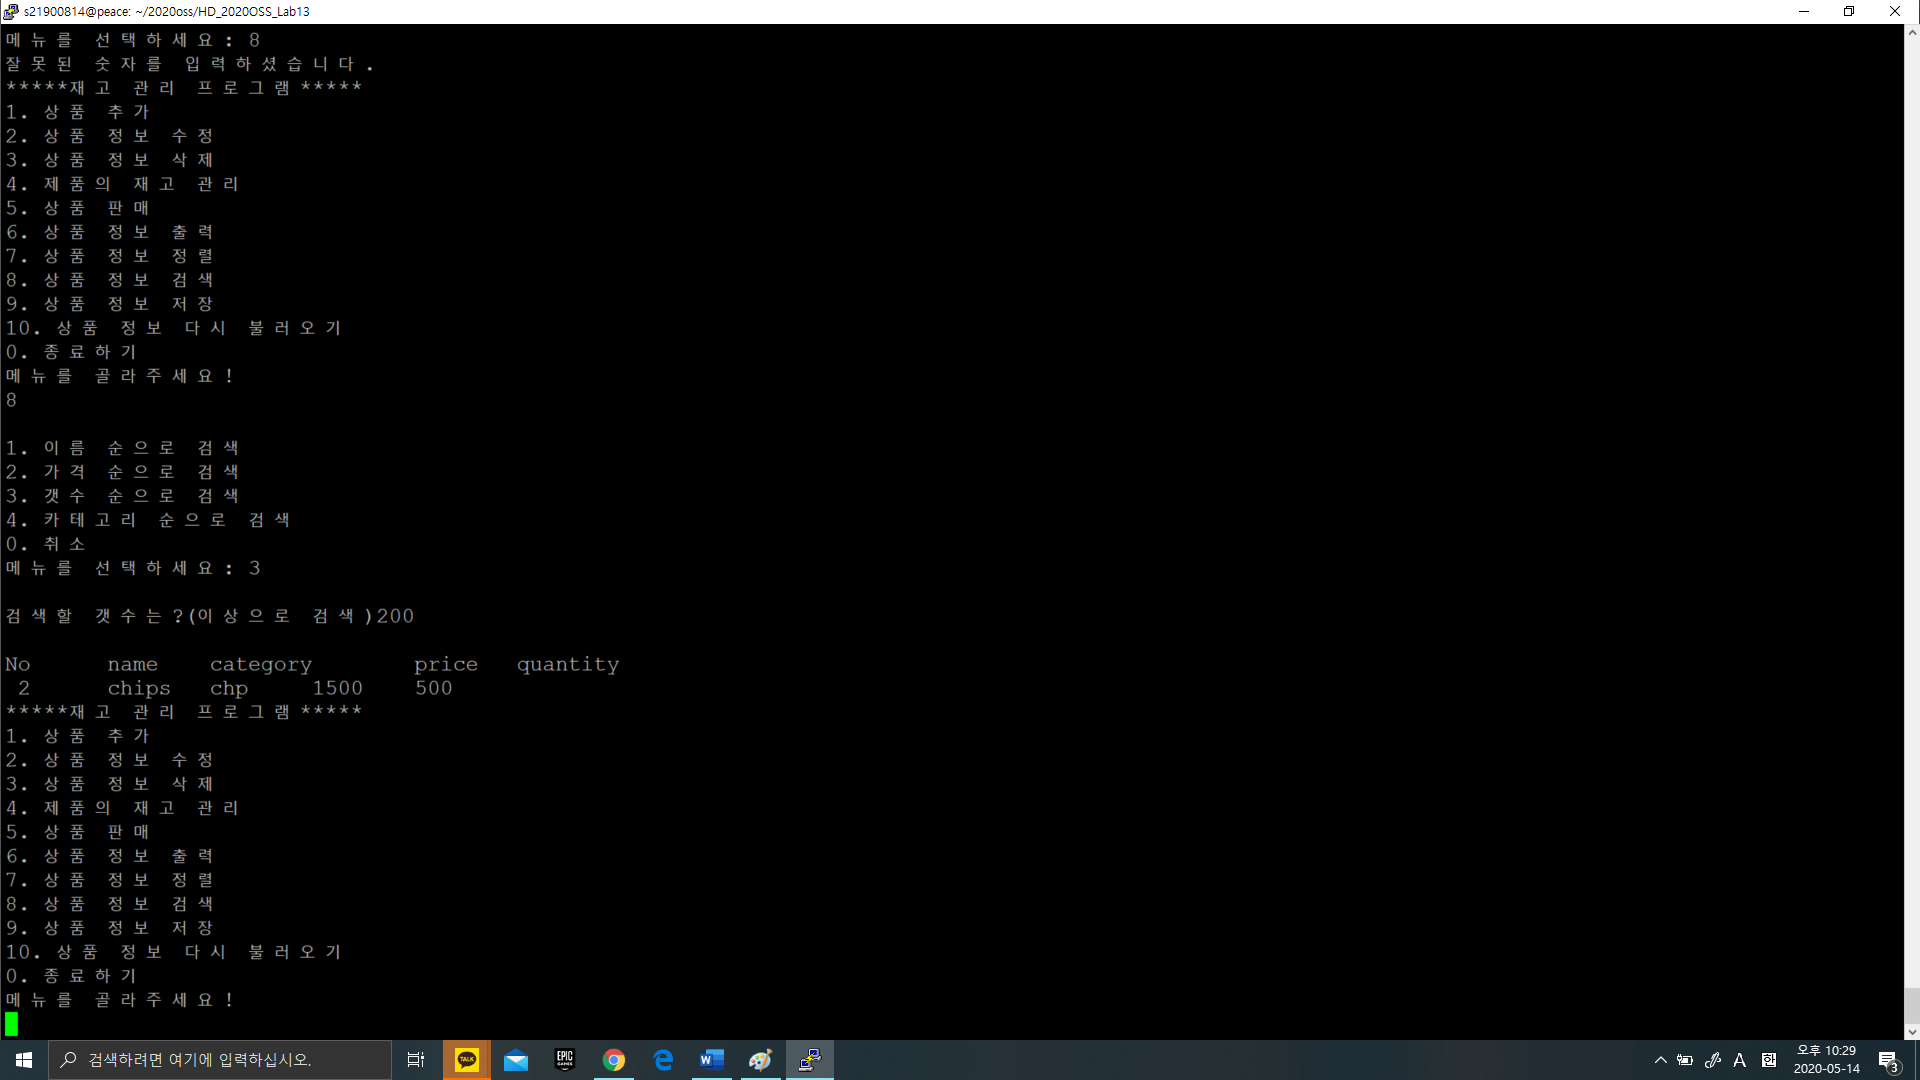 s21900814@peace: ~/2020oss/HD_2020OSS_Lab13
메뉴를 선택하세요: 8
잘못된 숫자를 입력하셨습니다.
*****재고 관리 프로그램*****
1. 상품 추가
2. 상품 정보 수정
3. 상품 정보 삭제
4. 제품의 재고 관리
5. 상품 판매
6. 상품 정보 출력
7. 상품 정보 정렬
8. 상품 정보 검색
9. 상품 정보 저장
10. 상품 정보 다시 불러오기
0. 종료하기
메뉴를 골라주세요!
8
1. 이름 순으로 검색
2. 가격 순으로 검색
3. 갯수 순으로 검색
4. 카테고리 순으로 검색
0. 취소
메뉴를 선택하세요: 3
검색할 갯수는?(이상으로 검색)200
No name category price quantity
2 chips chp 1500 500
*****재고 관리 프로그램*****
1. 상품 추가
2. 상품 정보 수정
3. 상품 정보 삭제
4. 제품의 재고 관리
5. 상품 판매
6. 상품 정보 출력
7. 상품 정보 정렬
8. 상품 정보 검색
9. 상품 정보 저장
10. 상품 정보 다시 불러오기
0. 종료하기
메뉴를 골라주세요!
검색하려면 여기에 입력하십시오.
TALK
EPIC GAMES
A 한
오후 10:29
2020-05-14
3